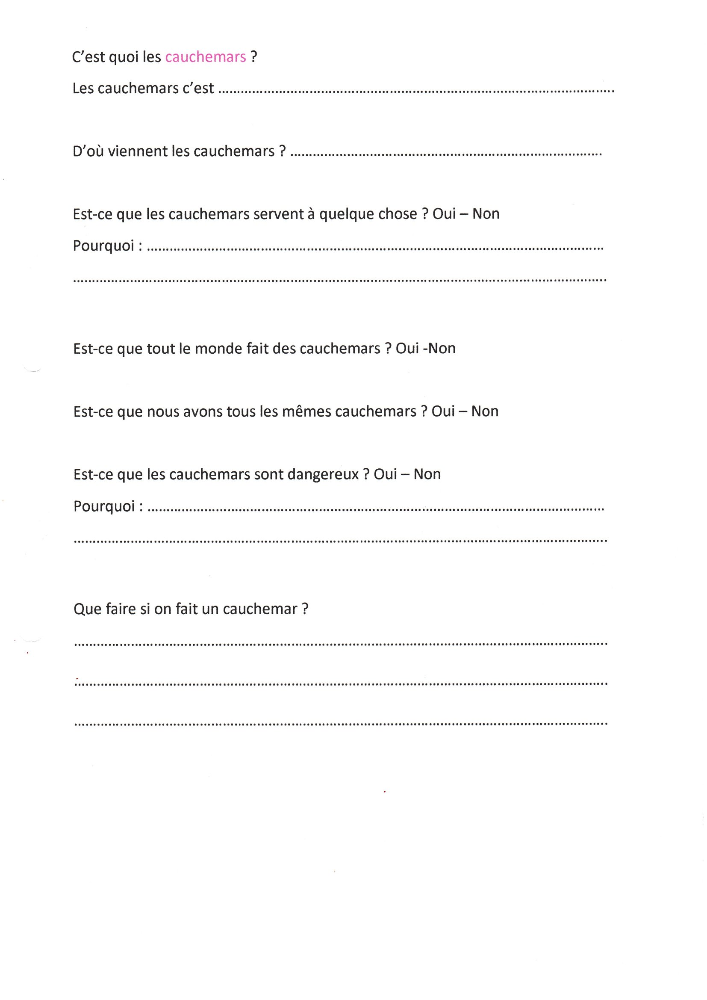 C’est quoi les cauchemars ?
Les cauchemars c’est ........................................................................................................
D’où viennent les cauchemars ? ..................................................................................
Est-ce que les cauchemars servent à quelque chose ? Oui – Non
Pourquoi : ........................................................................................................................
............................................................................................................................................
Est-ce que tout le monde fait des cauchemars ? Oui -Non
Est-ce que nous avons tous les mêmes cauchemars ? Oui – Non
Est-ce que les cauchemars sont dangereux ? Oui – Non
Pourquoi : ........................................................................................................................
............................................................................................................................................
Que faire si on fait un cauchemar ?
............................................................................................................................................
............................................................................................................................................
............................................................................................................................................